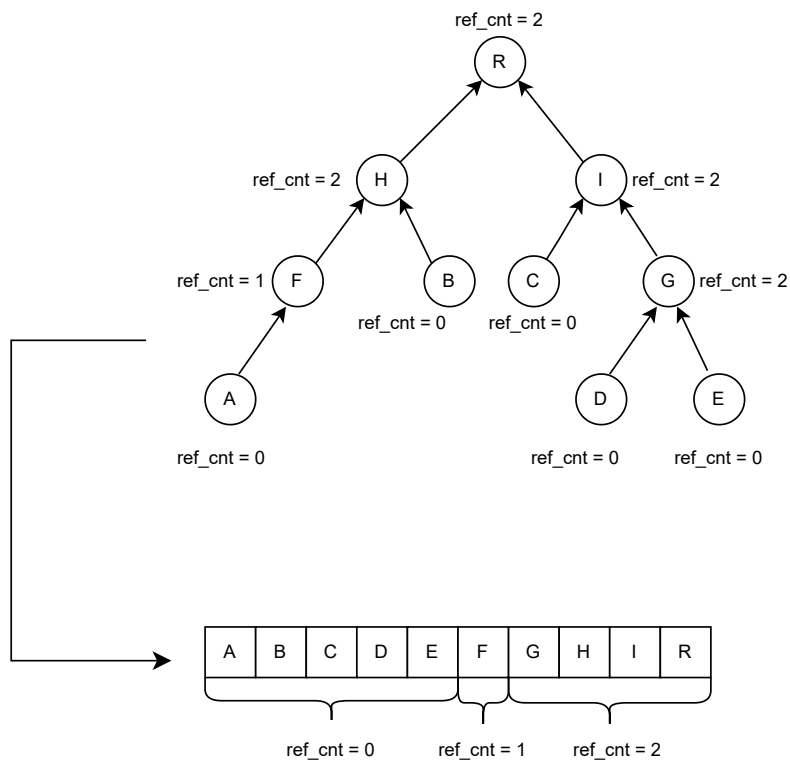 ref_cnt = 2
R
ref_cnt = 2 H I ref_cnt = 2
ref_cnt = 1 F B C G ref_cnt = 2
ref_cnt = 0 ref_cnt = 0
A D E
ref_cnt = 0 ref_cnt = 0 ref_cnt = 0
A B C D E F G H I R
ref_cnt = 0 ref_cnt = 1 ref_cnt = 2